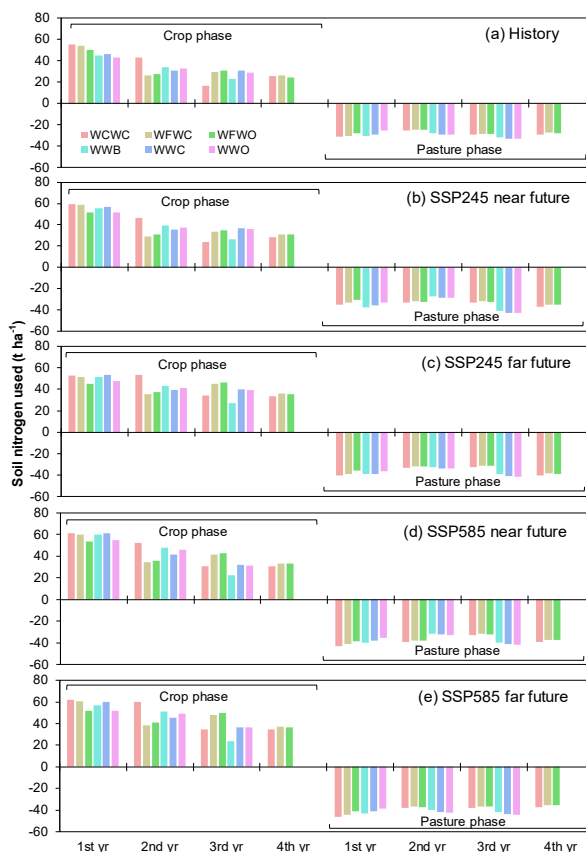 80
60
40
20
0
-20
-40
-60
Crop phase
(a) History
WCWC
WFWC
WFWO
WWB
WWC
WWO
Pasture phase
80
60
40
20
0
-20
-40
-60
Crop phase
(b) SSP245 near future
Pasture phase
80
60
40
20
0
-20
-40
-60
Crop phase
(c) SSP245 far future
Pasture phase
Soil nitrogen used (t ha⁻¹)
80
60
40
20
0
-20
-40
-60
Crop phase
(d) SSP585 near future
Pasture phase
80
60
40
20
0
-20
-40
-60
Crop phase
(e) SSP585 far future
Pasture phase
1st yr 2nd yr 3rd yr 4th yr 1st yr 2nd yr 3rd yr 4th yr